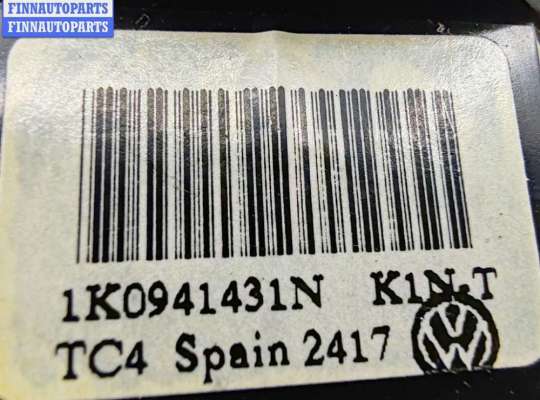 FINNAUTOPARTS
FINNAUTOPARTS
1K0941431N K1N-T
TC4 Spain 2417